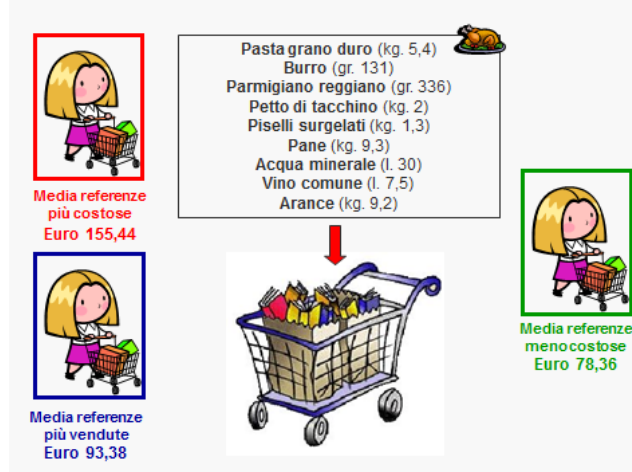 Pasta grano duro (kg. 5,4)
Burro (gr. 131)
Parmigiano reggiano (gr. 336)
Petto di tacchino (kg. 2)
Piselli surgelati (kg. 1,3)
Pane (kg. 9,3)
Acqua minerale (l. 30)
Vino comune (l. 7,5)
Arance (kg. 9,2)
Media referenze
più costose
Euro 155,44
Media referenze
più vendute
Euro 93,38
Media referenze
meno costose
Euro 78,36